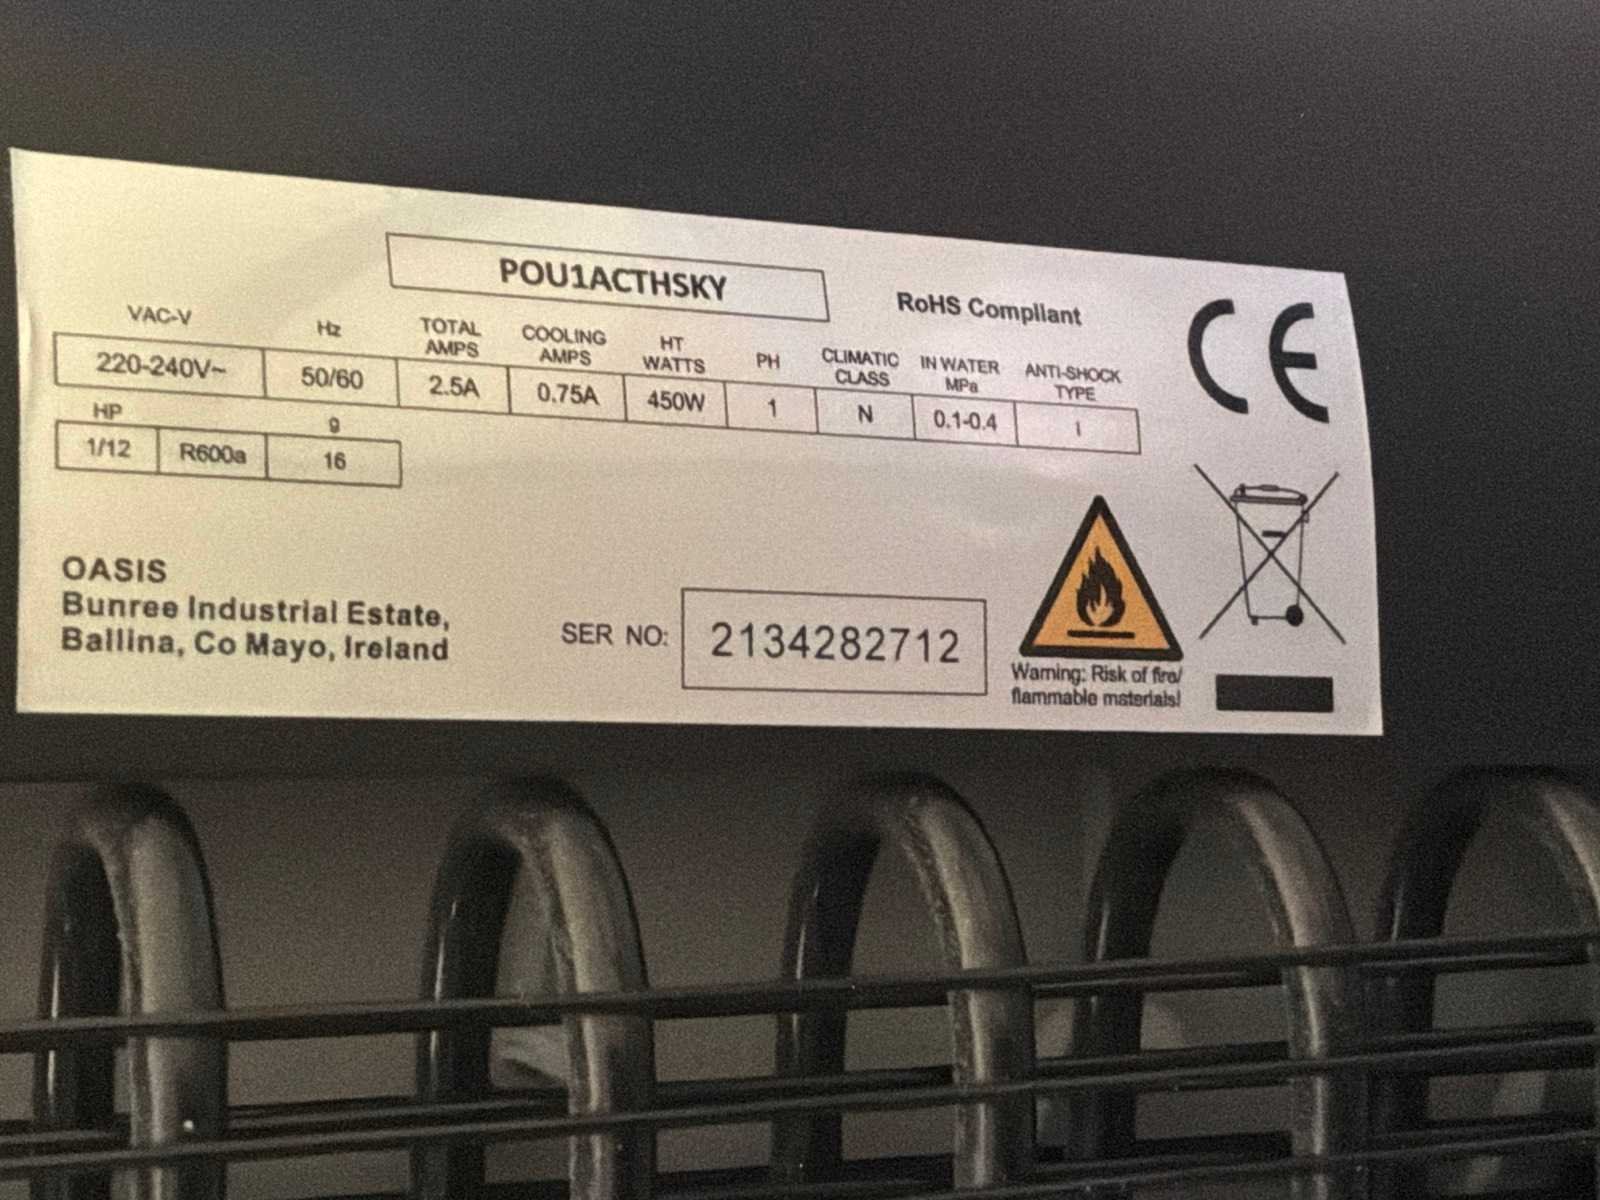 POU1ACTHSKY
RoHS Compliant
CE
VAC-V Hz TOTAL AMPS COOLING AMPS HT WATTS PH CLIMATIC CLASS IN WATER MPa ANTI-SHOCK TYPE
220-240V~ 50/60 2.5A 0.75A 450W 1 N 0.1-0.4 I
HP g
1/12 R600a 16
OASIS
Bunree Industrial Estate,
Ballina, Co Mayo, Ireland
SER NO: 2134282712
Warning: Risk of fire/
flammable materials!